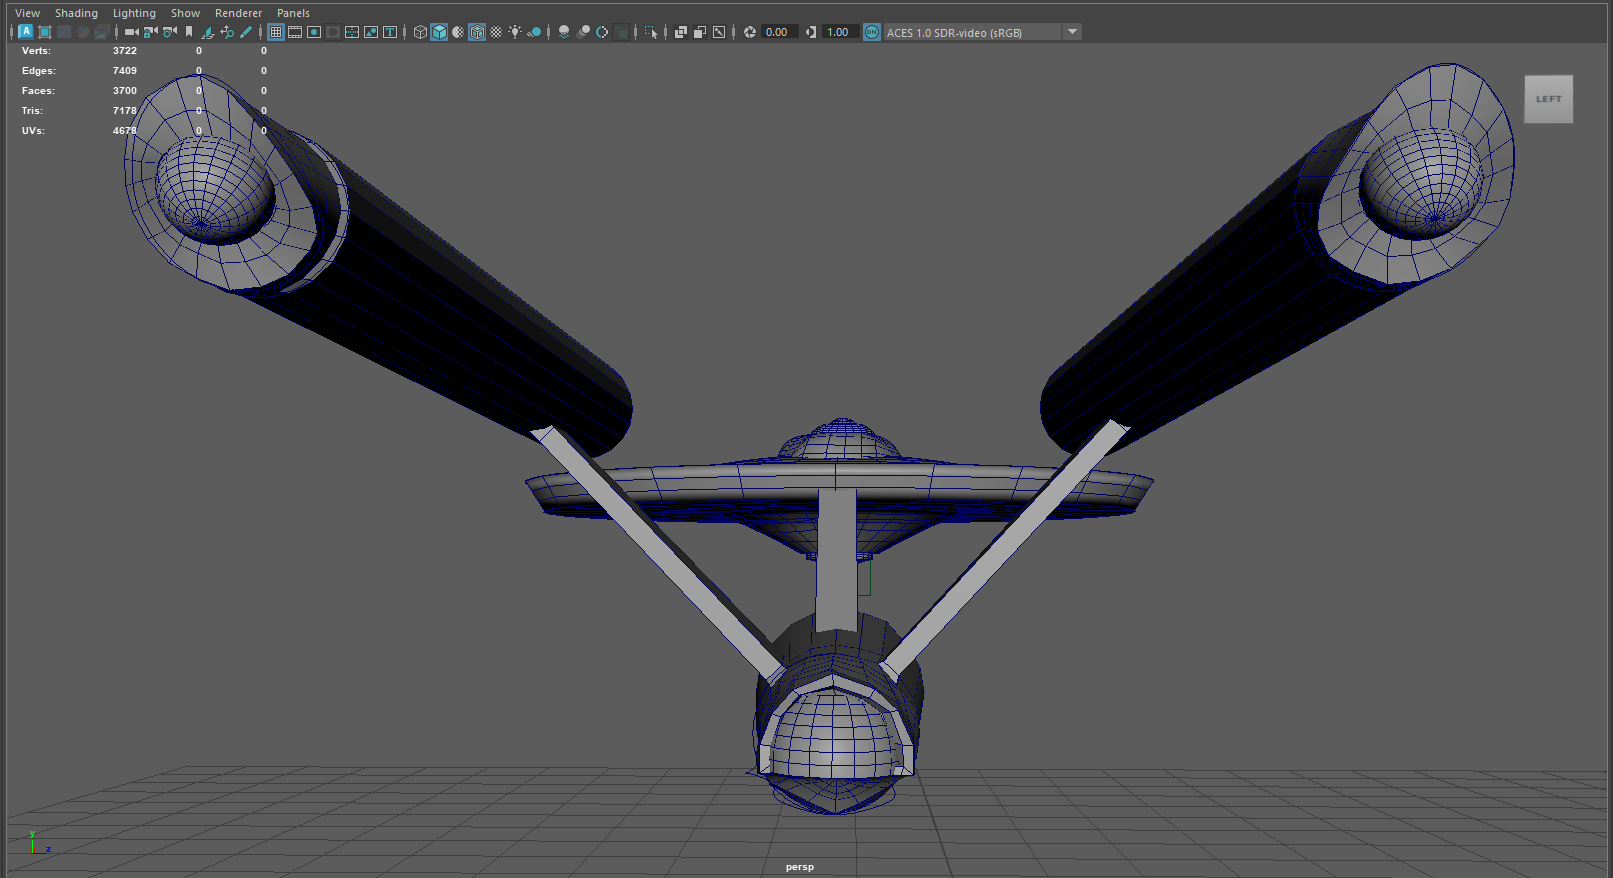 View Shading Lighting Show Renderer Panels
A T 0.00 1.00 ON ACES 1.0 SDR-video (sRGB)
Verts: 3722 0 0
Edges: 7409 0 0
Faces: 3700 0 0
Tris: 7178 0 0
UVs: 4678 0 0
LEFT
y
z
persp